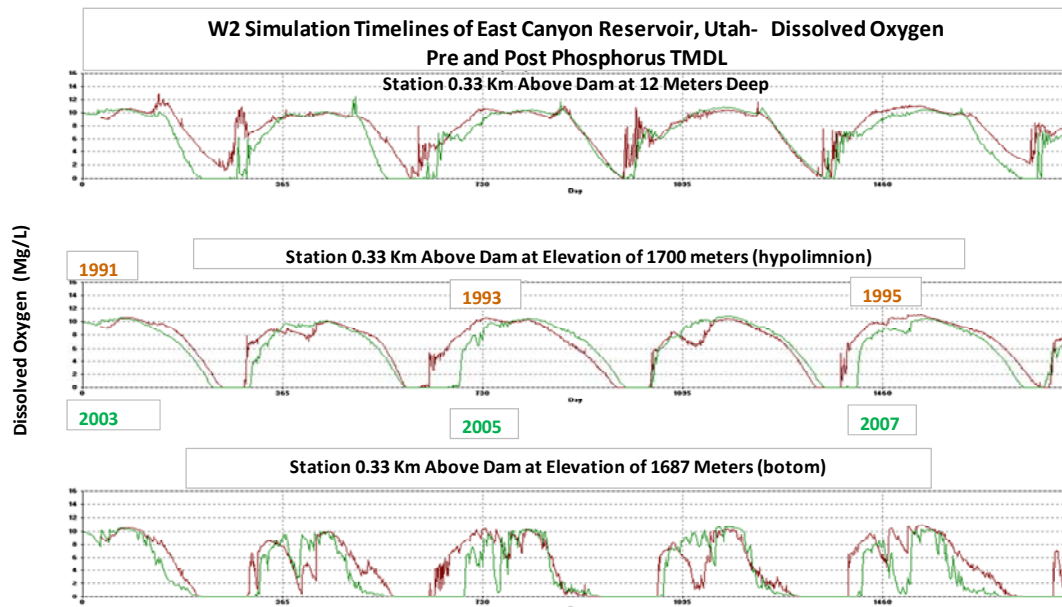 W2 Simulation Timelines of East Canyon Reservoir, Utah- Dissolved Oxygen
Pre and Post Phosphorus TMDL
Station 0.33 Km Above Dam at 12 Meters Deep
16
14
12
10
8
6
4
2
0
0 365 730 1095 1460
Day
Dissolved Oxygen (Mg/L)
1991
Station 0.33 Km Above Dam at Elevation of 1700 meters (hypolimnion)
1993
1995
16
14
12
10
8
6
4
2
0
0 365 730 1095 1460
Day
2003
2005
2007
Station 0.33 Km Above Dam at Elevation of 1687 Meters (botom)
16
14
12
10
8
6
4
2
0
0 365 730 1095 1460
Day